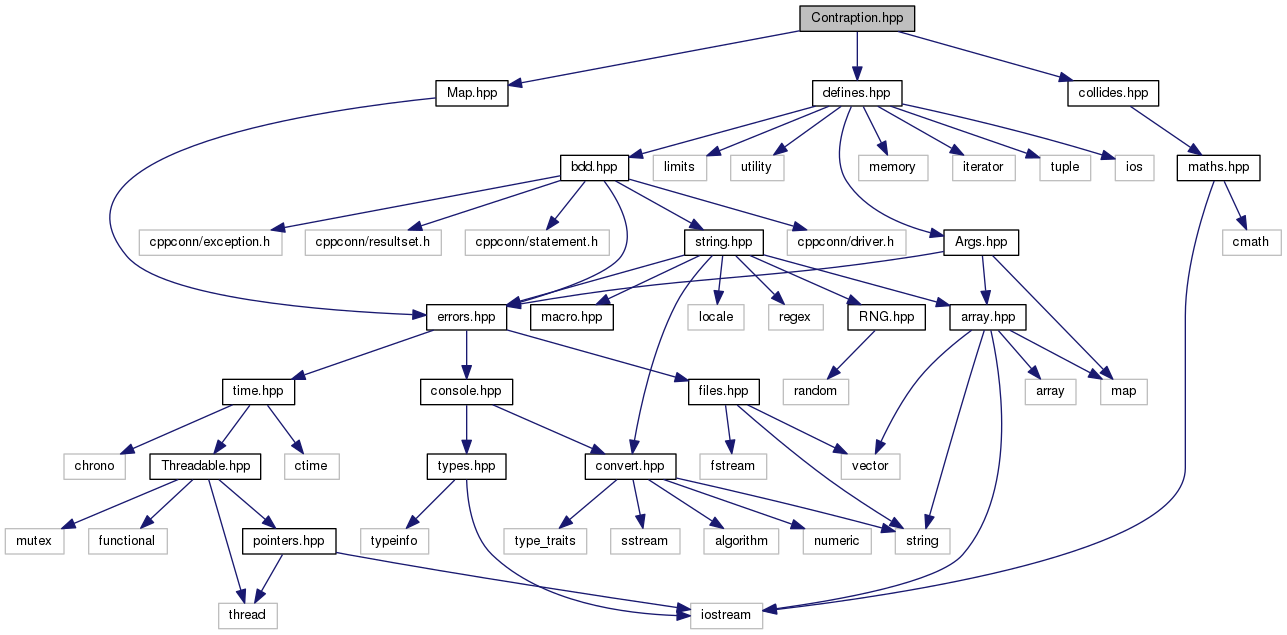 Contraption.hpp
Map.hpp
defines.hpp
collides.hpp
bdd.hpp
limits
utility
memory
iterator
tuple
ios
maths.hpp
cppconn/exception.h
cppconn/resultset.h
cppconn/statement.h
string.hpp
cppconn/driver.h
Args.hpp
cmath
errors.hpp
macro.hpp
locale
regex
RNG.hpp
array.hpp
time.hpp
console.hpp
files.hpp
random
array
map
chrono
Threadable.hpp
ctime
types.hpp
convert.hpp
fstream
vector
mutex
functional
pointers.hpp
typeinfo
type_traits
sstream
algorithm
numeric
string
thread
iostream